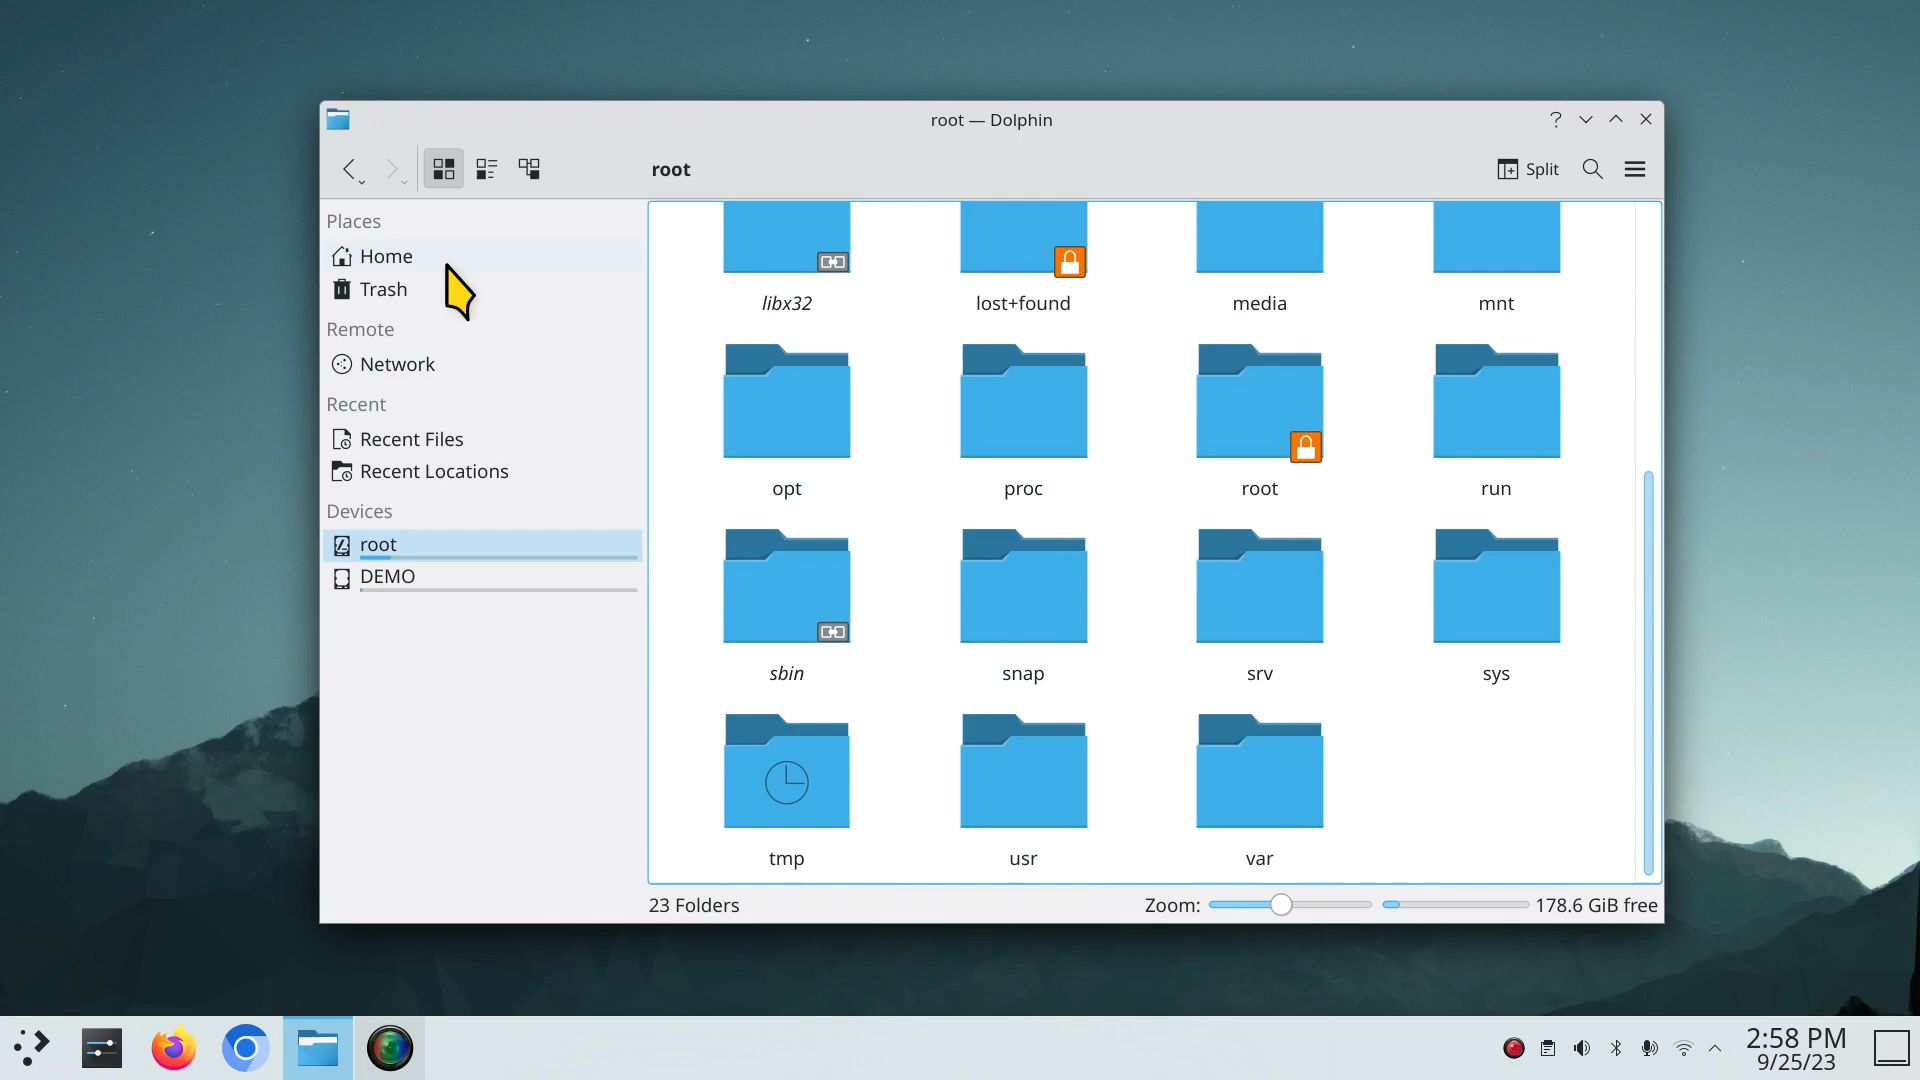 root — Dolphin
root
Split
Places
Home
Trash
Remote
Network
Recent
Recent Files
Recent Locations
Devices
root
DEMO
libx32
lost+found
media
mnt
opt
proc
root
run
sbin
snap
srv
sys
tmp
usr
var
23 Folders
Zoom:
178.6 GiB free
2:58 PM
9/25/23